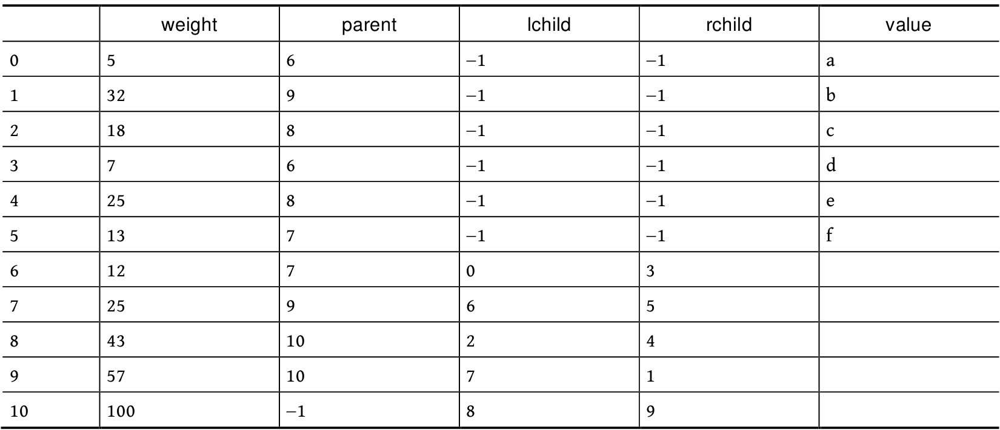 weight parent lchild rchild value
0 5 6 –1 –1 a
1 32 9 –1 –1 b
2 18 8 –1 –1 c
3 7 6 –1 –1 d
4 25 8 –1 –1 e
5 13 7 –1 –1 f
6 12 7 0 3
7 25 9 6 5
8 43 10 2 4
9 57 10 7 1
10 100 –1 8 9